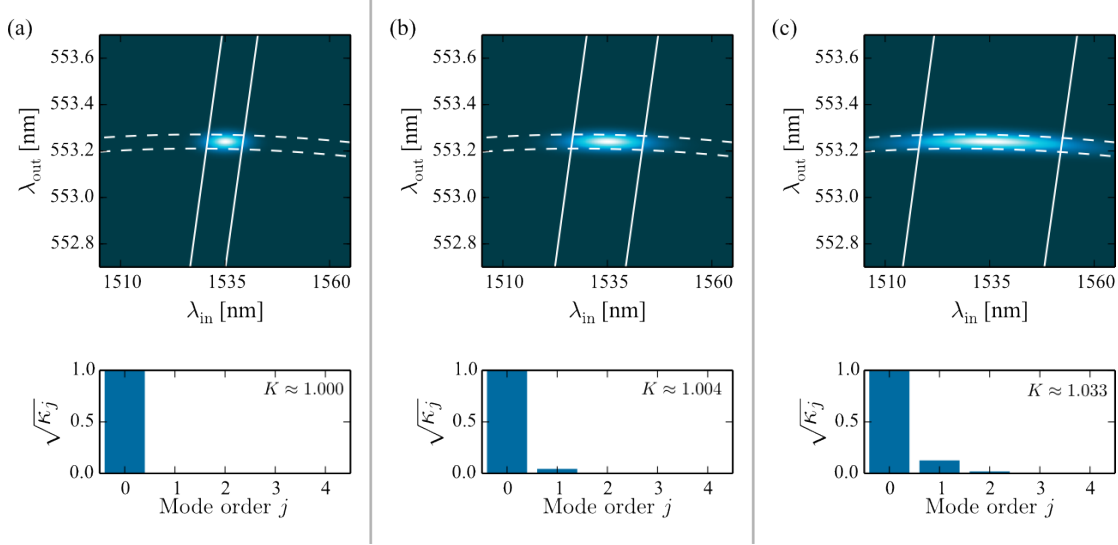 (a)
553.6
553.4
553.2
553.0
552.8
λout [nm]
1510 1535 1560
λin [nm]
1.0
0.5
0.0
√κj
K ≈ 1.000
0 1 2 3 4
Mode order j
(b)
553.6
553.4
553.2
553.0
552.8
λout [nm]
1510 1535 1560
λin [nm]
1.0
0.5
0.0
√κj
K ≈ 1.004
0 1 2 3 4
Mode order j
(c)
553.6
553.4
553.2
553.0
552.8
λout [nm]
1510 1535 1560
λin [nm]
1.0
0.5
0.0
√κj
K ≈ 1.033
0 1 2 3 4
Mode order j